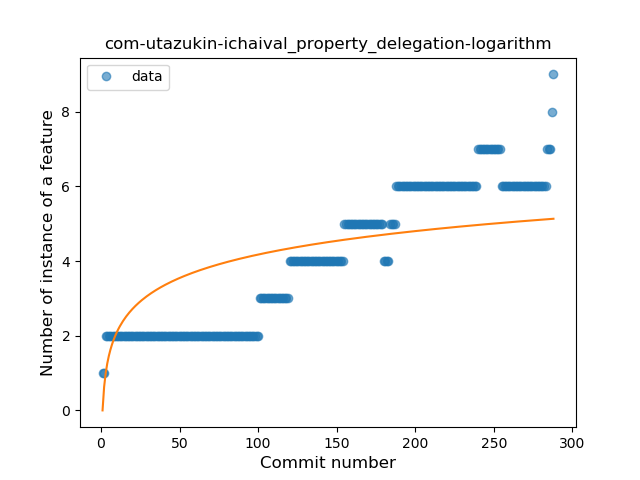 com-utazukin-ichaival_property_delegation-logarithm
data
Number of instance of a feature
8
6
4
2
0
0 50 100 150 200 250 300
Commit number